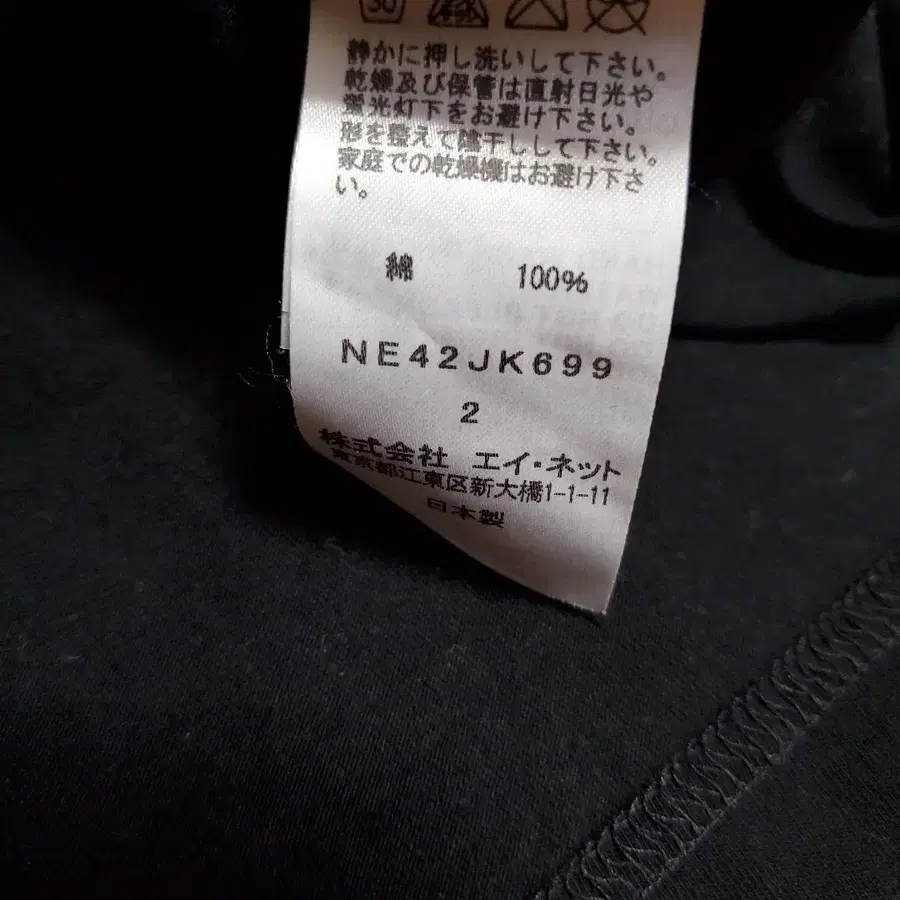 30
静かに押し洗いして下さい。
乾燥及び保管は直射日光や
蛍光灯下をお避け下さい。
形を整えて陰干しして下さい。
家庭での乾燥機はお避け下さ
い。
綿 100%
NE42JK699
2
株式会社 エイ・ネット
東京都江東区新大橋1-1-11
日本製